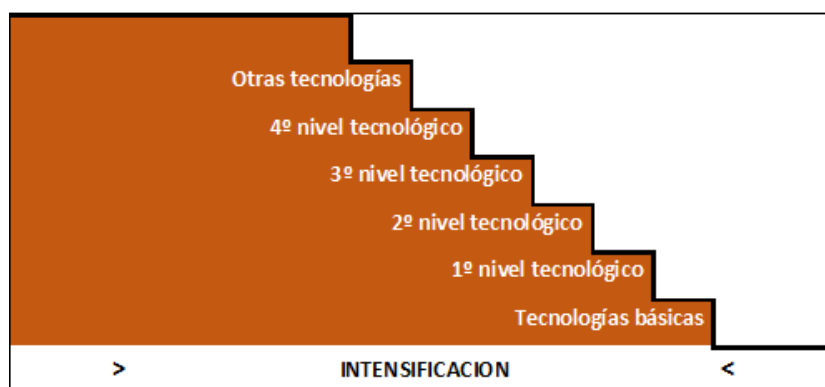 Otras tecnologías
4º nivel tecnológico
3º nivel tecnológico
2º nivel tecnológico
1º nivel tecnológico
Tecnologías básicas
> INTENSIFICACION <